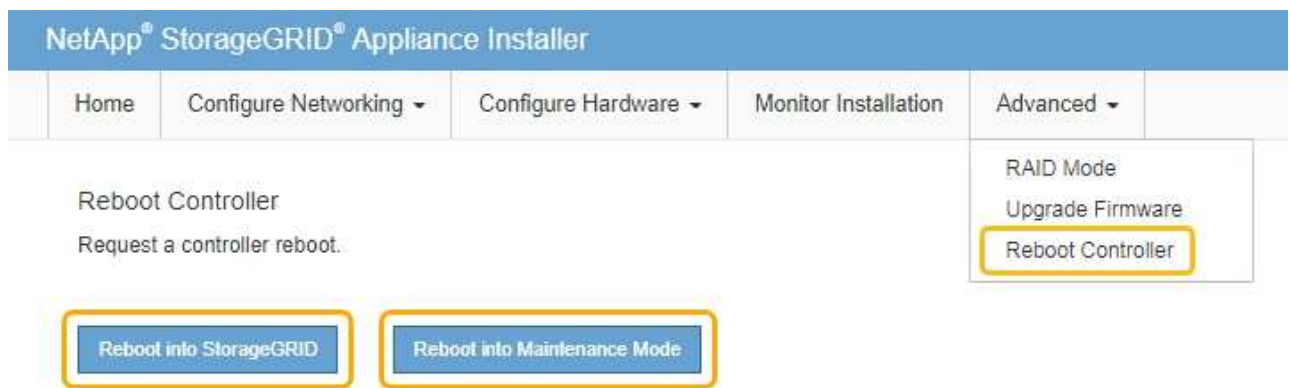 NetApp® StorageGRID® Appliance Installer
Home Configure Networking Configure Hardware Monitor Installation Advanced
RAID Mode
Upgrade Firmware
Reboot Controller
Reboot Controller
Request a controller reboot.
Reboot into StorageGRID Reboot into Maintenance Mode